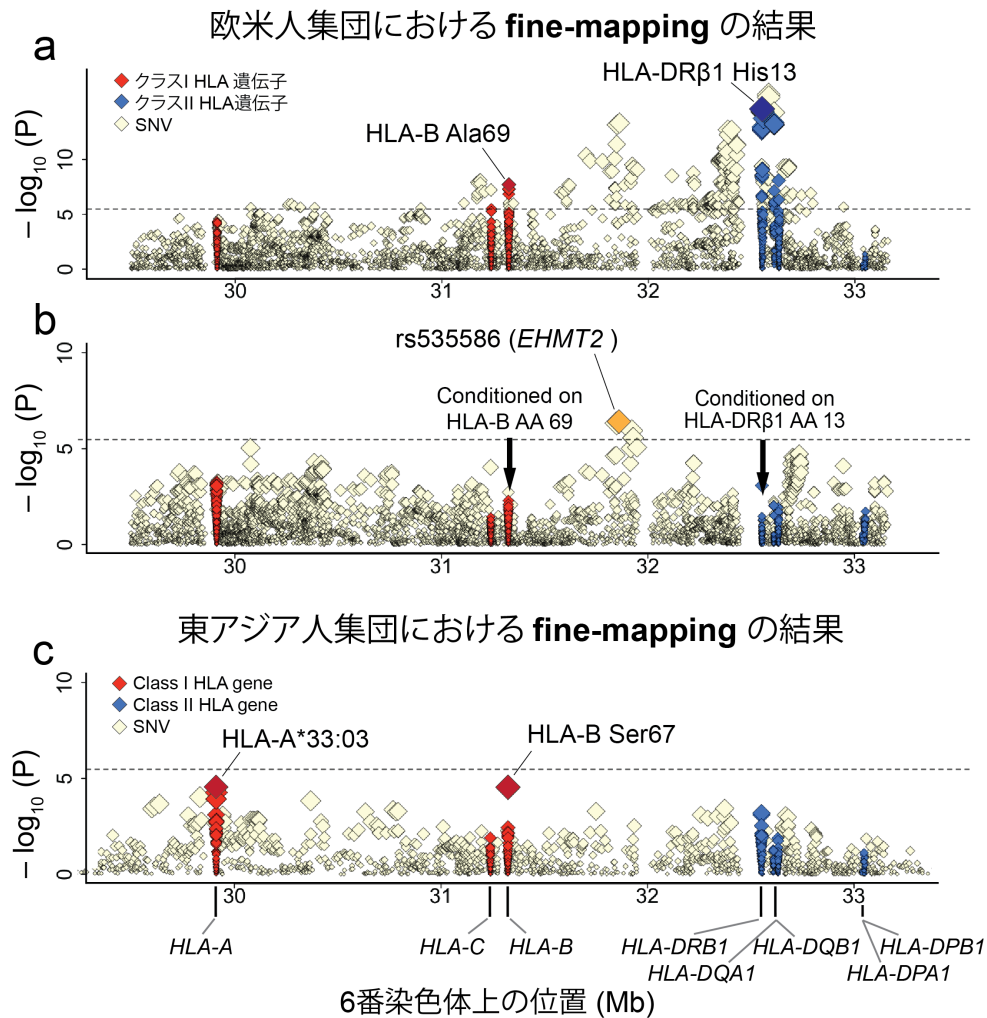 欧米人集団における fine-mapping の結果
a
クラスI HLA 遺伝子
クラスII HLA遺伝子
SNV
HLA-DRβ1 His13
HLA-B Ala69
− log10 (P)
10
5
0
30
31
32
33
b
rs535586 (EHMT2 )
Conditioned on
HLA-B AA 69
Conditioned on
HLA-DRβ1 AA 13
− log10 (P)
10
5
0
30
31
32
33
東アジア人集団における fine-mapping の結果
c
Class I HLA gene
Class II HLA gene
SNV
HLA-A*33:03
HLA-B Ser67
− log10 (P)
10
5
0
30
31
32
33
HLA-A
HLA-C
HLA-B
HLA-DRB1
HLA-DQB1
HLA-DPB1
HLA-DQA1
HLA-DPA1
6番染色体上の位置 (Mb)